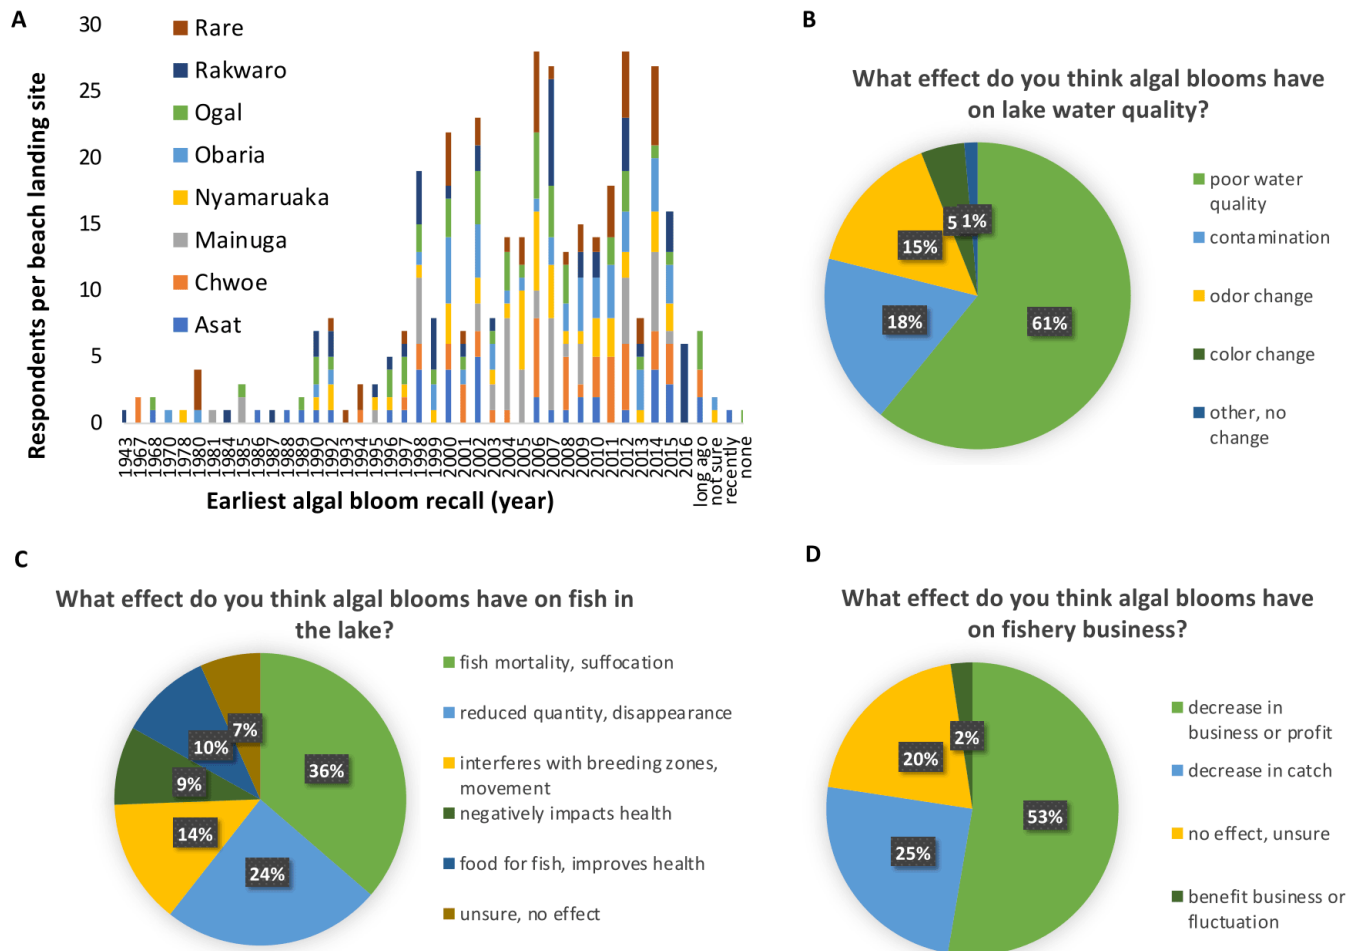 A
30
25
20
15
10
5
0
Respondents per beach landing site
Rare
Rakwaro
Ogal
Obaria
Nyamaruaka
Mainuga
Chwoe
Asat
1943
1967
1968
1970
1978
1980
1981
1984
1985
1986
1987
1988
1989
1990
1992
1993
1994
1995
1996
1997
1998
1999
2000
2001
2002
2003
2004
2005
2006
2007
2008
2009
2010
2011
2012
2013
2014
2015
2016
long ago
not sure
recently
none
Earliest algal bloom recall (year)
B
What effect do you think algal blooms have
on lake water quality?
5
1%
15%
18%
61%
poor water
quality
contamination
odor change
color change
other, no
change
C
What effect do you think algal blooms have on fish in
the lake?
7%
10%
9%
14%
24%
36%
fish mortality, suffocation
reduced quantity, disappearance
interferes with breeding zones,
movement
negatively impacts health
food for fish, improves health
unsure, no effect
D
What effect do you think algal blooms have
on fishery business?
2%
20%
25%
53%
decrease in
business or profit
decrease in catch
no effect, unsure
benefit business or
fluctuation